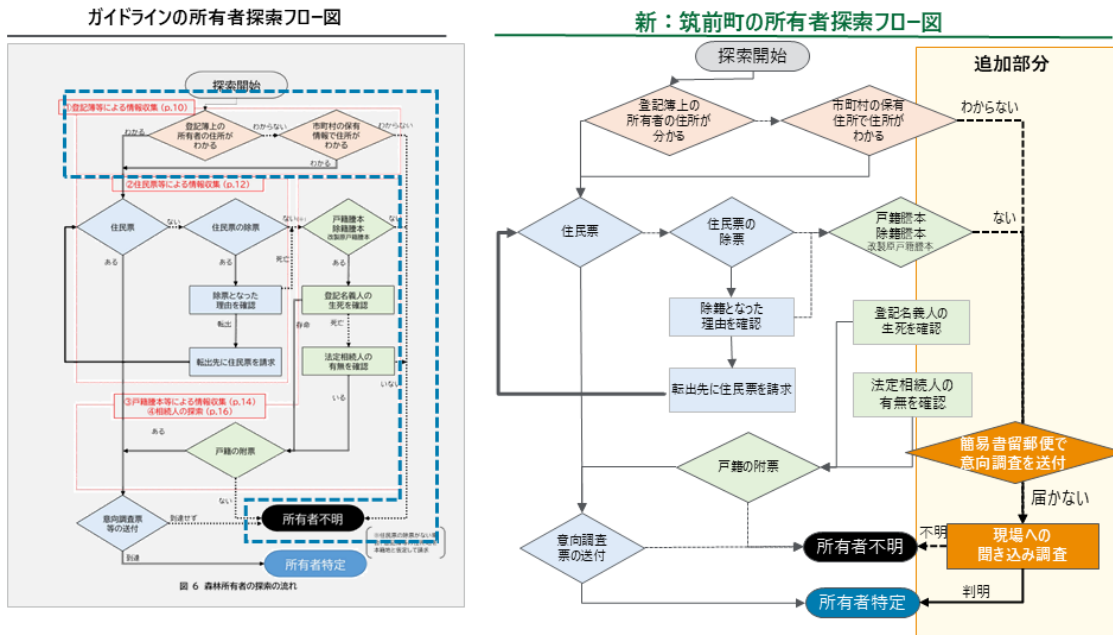 ガイドラインの所有者探索フロー図
探索開始
①登記簿等による情報収集 (p.10)
登記簿上の
所有者の住所が
わかる
わからない
市町村の保有
情報で住所が
わかる
わからない
わかる
わかる
②住民票等による情報収集 (p.12)
住民票
ない
住民票の除票
ない
戸籍謄本
除籍謄本
改製原戸籍謄本
ない
ある
ある
死亡
ある
除票となった
理由を確認
登記名義人の
生死を確認
転出
存命
死亡
転出先に住民票を請求
法定相続人の
有無を確認
いない
いる
③戸籍謄本等による情報収集 (p.14)
④相続人の探索 (p.16)
ある
戸籍の附票
ない
意向調査票
等の送付
到達せず
所有者不明
※住民票の除票がない場
本籍地と仮定して請求
到達
所有者特定
図 6 森林所有者の探索の流れ
新：筑前町の所有者探索フロー図
探索開始
追加部分
登記簿上の
所有者の住所が
分かる
市町村の保有
住所で住所が
わかる
わからない
住民票
住民票の
除票
戸籍謄本
除籍謄本
改製原戸籍謄本
ない
除籍となった
理由を確認
登記名義人の
生死を確認
転出先に住民票を請求
法定相続人の
有無を確認
簡易書留郵便で
意向調査を送付
戸籍の附票
届かない
意向調査
票の送付
所有者不明
不明
現場への
聞き込み調査
所有者特定
判明